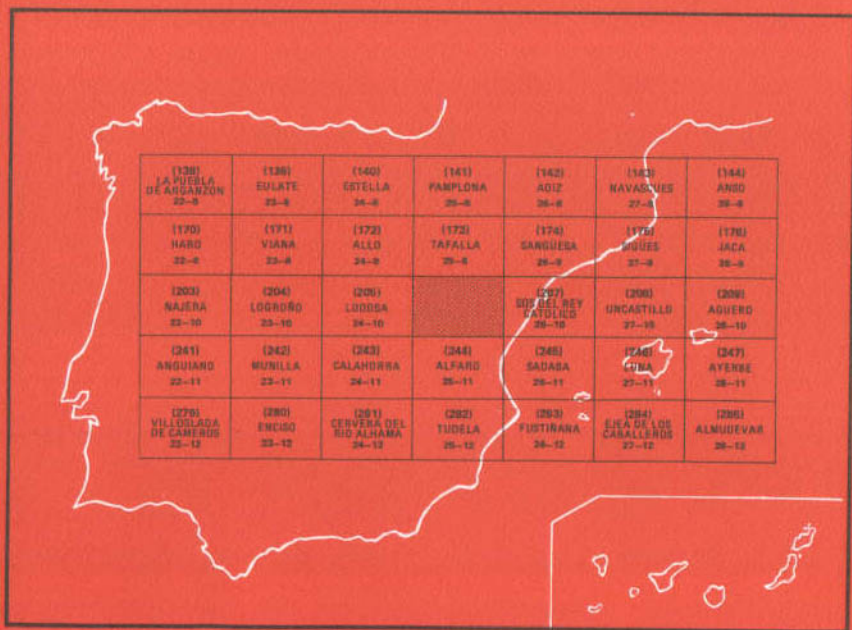 (138)
LA PUEBLA
DE ARGANZON
22–8
(139)
EULATE
23–8
(140)
ESTELLA
24–8
(141)
PAMPLONA
25–8
(142)
AOIZ
26–8
(143)
NAVASCUES
27–8
(144)
ANSO
28–8
(170)
HARO
22–9
(171)
VIANA
23–9
(172)
ALLO
24–9
(173)
TAFALLA
25–9
(174)
SANGÜESA
26–9
(175)
SIGÜES
27–9
(176)
JACA
28–9
(203)
NAJERA
22–10
(204)
LOGROÑO
23–10
(205)
LODOSA
24–10
(207)
SOS DEL REY
CATOLICO
26–10
(208)
UNCASTILLO
27–10
(209)
AGUERO
28–10
(241)
ANGUIANO
22–11
(242)
MUNILLA
23–11
(243)
CALAHORRA
24–11
(244)
ALFARO
25–11
(245)
SADABA
26–11
(246)
LUNA
27–11
(247)
AYERBE
28–11
(279)
VILLOSLADA
DE CAMEROS
22–12
(280)
ENCISO
23–12
(281)
CERVERA DEL
RIO ALHAMA
24–12
(282)
TUDELA
25–12
(283)
FUSTIÑANA
26–12
(284)
EJEA DE LOS
CABALLEROS
27–12
(285)
ALMUDEVAR
28–12